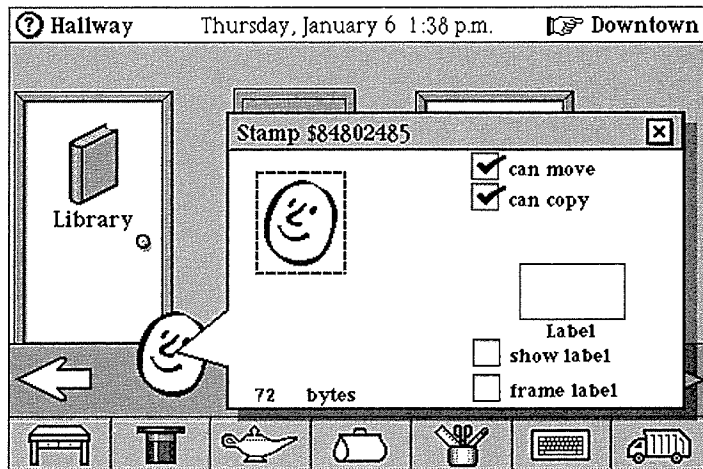 ? Hallway Thursday, January 6 1:38 p.m. Downtown
Stamp $84802485
can move
can copy
Library
Label
show label
72 bytes
frame label